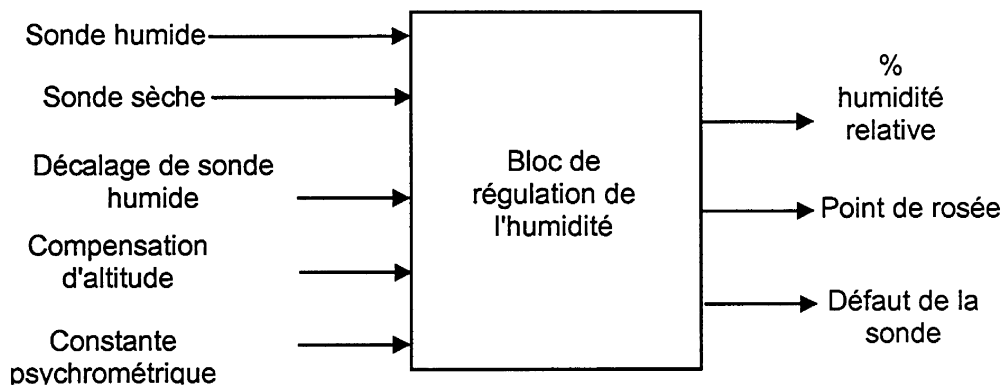 Sonde humide
Sonde sèche
Décalage de sonde
humide
Compensation
d'altitude
Constante
psychrométrique
Bloc de
régulation de
l'humidité
%
humidité
relative
Point de rosée
Défaut de la
sonde